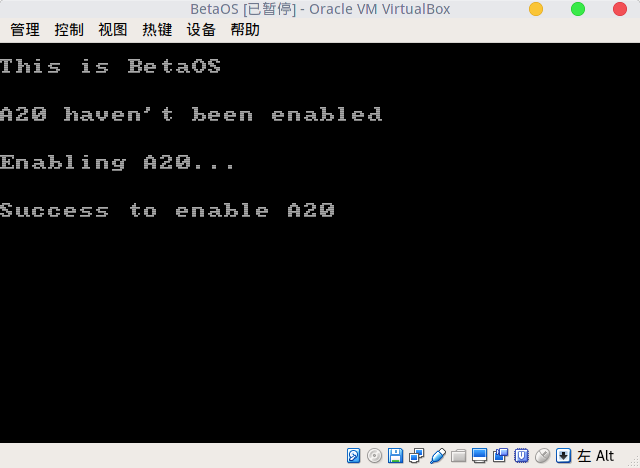 BetaOS [已暂停] - Oracle VM VirtualBox
管理 控制 视图 热键 设备 帮助
This is BetaOS
A20 haven't been enabled
Enabling A20...
Success to enable A20
左 Alt